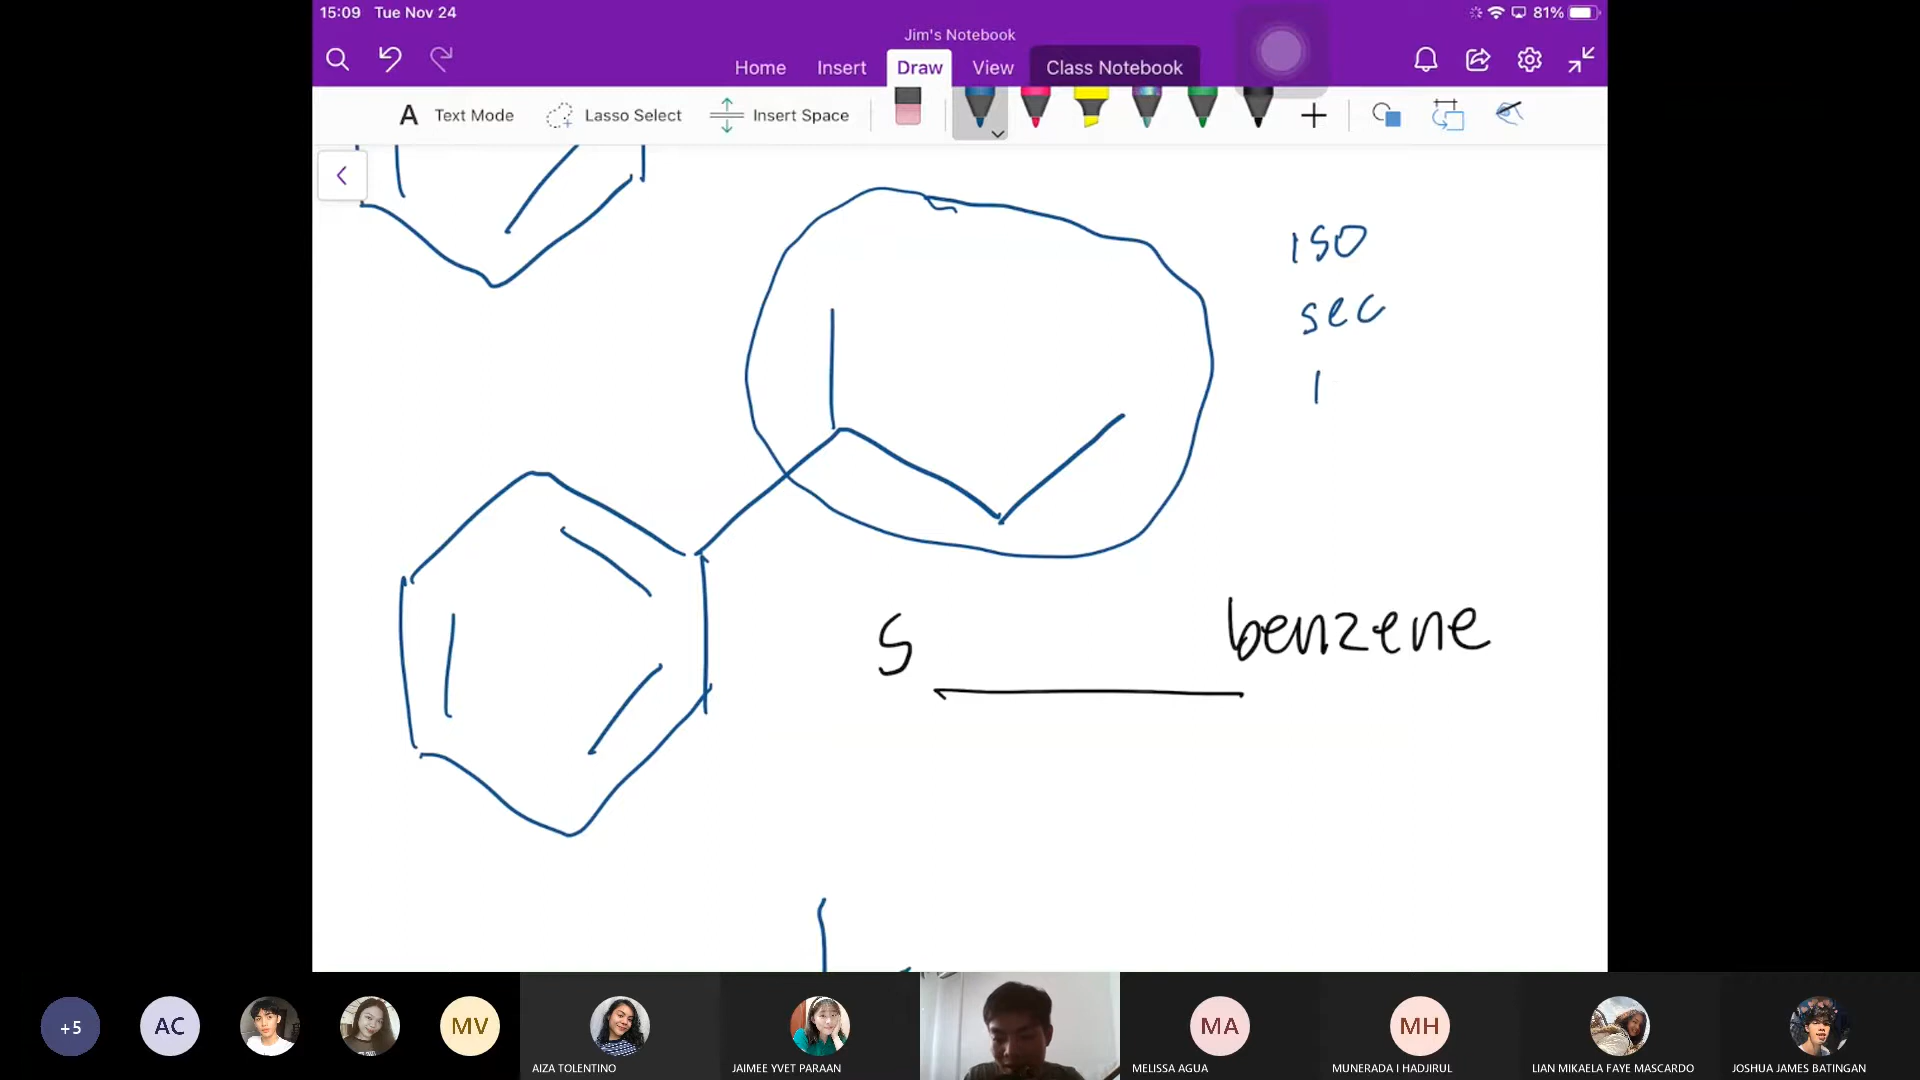 15:09 Tue Nov 24
81%
Jim's Notebook
Home Insert Draw View Class Notebook
A Text Mode Lasso Select Insert Space
iso
sec
S benzene
+5 AC MV MA MH
AIZA TOLENTINO JAIMEE YVET PARAAN MELISSA AGUA MUNERADA I HADJIRUL LIAN MIKAELA FAYE MASCARDO JOSHUA JAMES BATINGAN